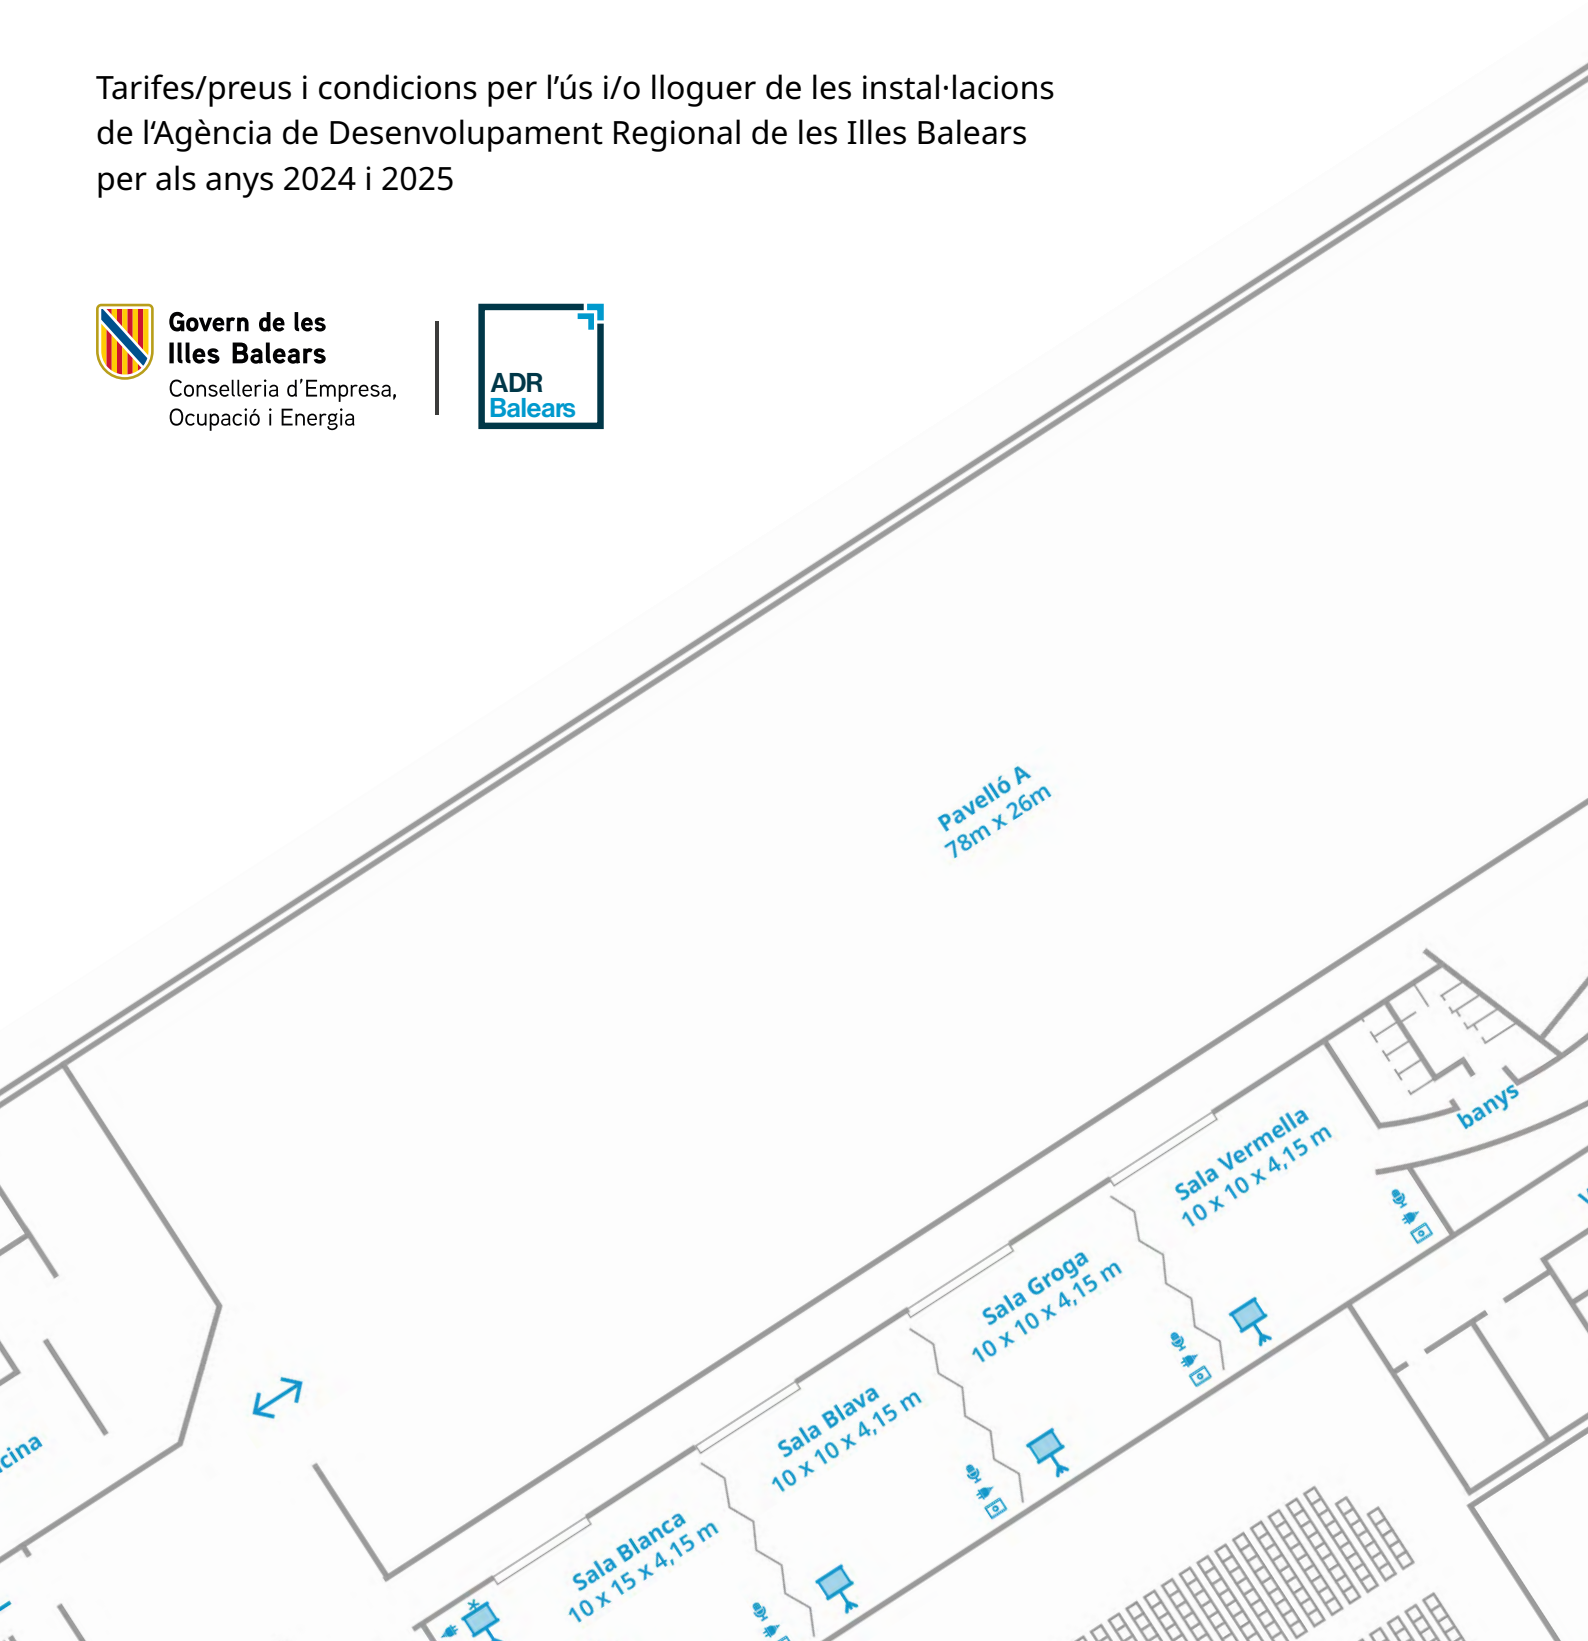 Tarifes/preus i condicions per l’ús i/o lloguer de les instal·lacions
de l‘Agència de Desenvolupament Regional de les Illes Balears
per als anys 2024 i 2025
Govern de les
Illes Balears
Conselleria d’Empresa,
Ocupació i Energia
ADR
Balears
Pavelló A
78m x 26m
banys
Sala Vermella
10 x 10 x 4,15 m
Sala Groga
10 x 10 x 4,15 m
Sala Blava
10 x 10 x 4,15 m
Sala Blanca
10 x 15 x 4,15 m
cina